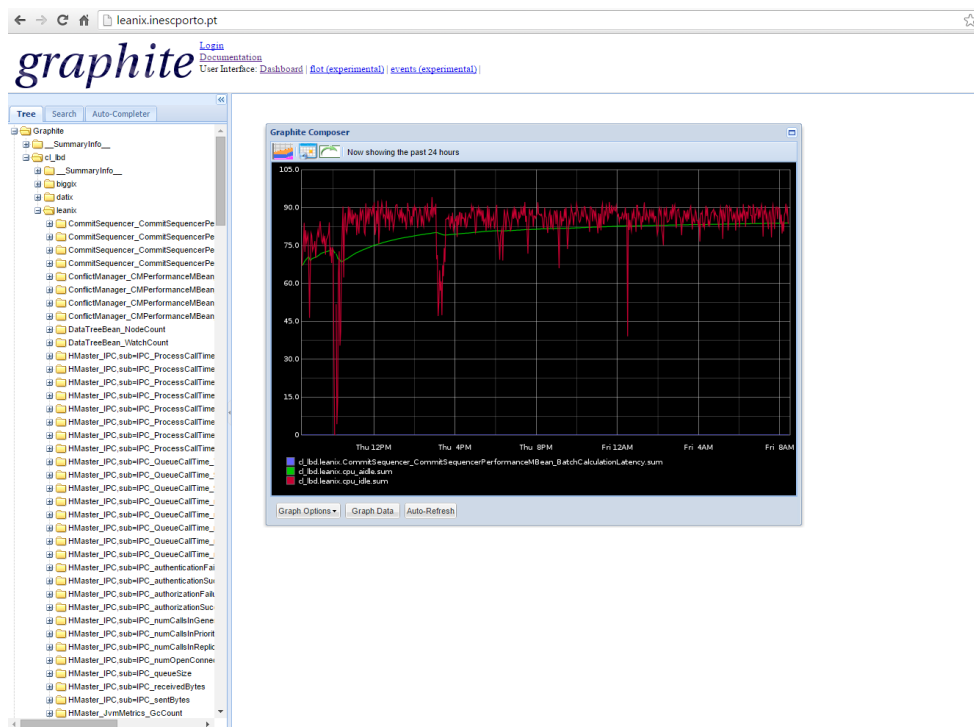 leanix.inescporto.pt
graphite
Login
Documentation
User Interface: Dashboard | flot (experimental) | events (experimental) |
Tree Search Auto-Completer
Graphite
__SummaryInfo__
cl_lbd
__SummaryInfo__
biggix
datix
leanix
CommitSequencer_CommitSequencerPe
CommitSequencer_CommitSequencerPe
CommitSequencer_CommitSequencerPe
CommitSequencer_CommitSequencerPe
ConflictManager_CMPerformanceMBean
ConflictManager_CMPerformanceMBean
ConflictManager_CMPerformanceMBean
ConflictManager_CMPerformanceMBean
DataTreeBean_NodeCount
DataTreeBean_WatchCount
HMaster_IPC,sub=IPC_ProcessCallTime
HMaster_IPC,sub=IPC_ProcessCallTime
HMaster_IPC,sub=IPC_ProcessCallTime
HMaster_IPC,sub=IPC_ProcessCallTime
HMaster_IPC,sub=IPC_ProcessCallTime
HMaster_IPC,sub=IPC_ProcessCallTime
HMaster_IPC,sub=IPC_ProcessCallTime
HMaster_IPC,sub=IPC_ProcessCallTime
HMaster_IPC,sub=IPC_QueueCallTime_
HMaster_IPC,sub=IPC_QueueCallTime_
HMaster_IPC,sub=IPC_QueueCallTime_
HMaster_IPC,sub=IPC_QueueCallTime_
HMaster_IPC,sub=IPC_QueueCallTime_
HMaster_IPC,sub=IPC_QueueCallTime_
HMaster_IPC,sub=IPC_QueueCallTime_
HMaster_IPC,sub=IPC_QueueCallTime_
HMaster_IPC,sub=IPC_authenticationFai
HMaster_IPC,sub=IPC_authenticationSu
HMaster_IPC,sub=IPC_authorizationFailu
HMaster_IPC,sub=IPC_authorizationSuc
HMaster_IPC,sub=IPC_numCallsInGene
HMaster_IPC,sub=IPC_numCallsInPriorit
HMaster_IPC,sub=IPC_numCallsInReplic
HMaster_IPC,sub=IPC_numOpenConne
HMaster_IPC,sub=IPC_queueSize
HMaster_IPC,sub=IPC_receivedBytes
HMaster_IPC,sub=IPC_sentBytes
HMaster_JvmMetrics_GcCount
Graphite Composer
Now showing the past 24 hours
105.0
90.0
75.0
60.0
45.0
30.0
15.0
0
Thu 12PM Thu 4PM Thu 8PM Fri 12AM Fri 4AM Fri 8AM
cl_lbd.leanix.CommitSequencer_CommitSequencerPerformanceMBean_BatchCalculationLatency.sum
cl_lbd.leanix.cpu_aidle.sum
cl_lbd.leanix.cpu_idle.sum
Graph Options Graph Data Auto-Refresh